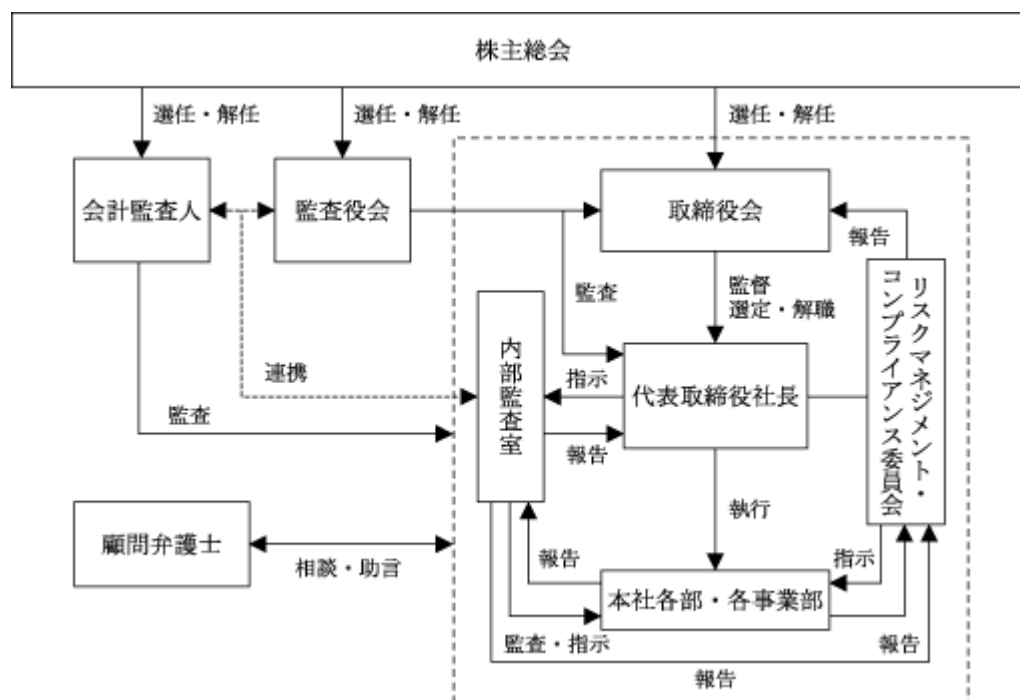 株主総会
選任・解任
選任・解任
選任・解任
会計監査人
監査役会
取締役会
報告
監督
選定・解職
監査
リスクマネジメント・
コンプライアンス委員会
内部監査室
連携
指示
代表取締役社長
監査
報告
執行
顧問弁護士
相談・助言
報告
指示
本社各部・各事業部
監査・指示
報告
報告